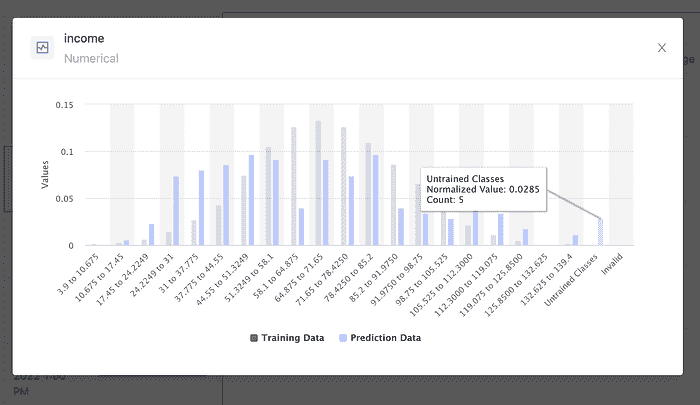 income
Numerical
ge
0.15
0.1
0.05
0
Values
Untrained Classes
Normalized Value: 0.0285
Count: 5
3.9 to 10.675
10.675 to 17.45
17.45 to 24.2249
24.2249 to 31
31 to 37.775
37.775 to 44.55
44.55 to 51.3249
51.3249 to 58.1
58.1 to 64.875
64.875 to 71.65
71.65 to 78.4250
78.4250 to 85.2
85.2 to 91.9750
91.9750 to 98.75
98.75 to 105.525
105.525 to 112.3000
112.3000 to 119.075
119.075 to 125.8500
125.8500 to 132.625
132.625 to 139.4
Untrained Classes
Invalid
Training Data
Prediction Data
PM